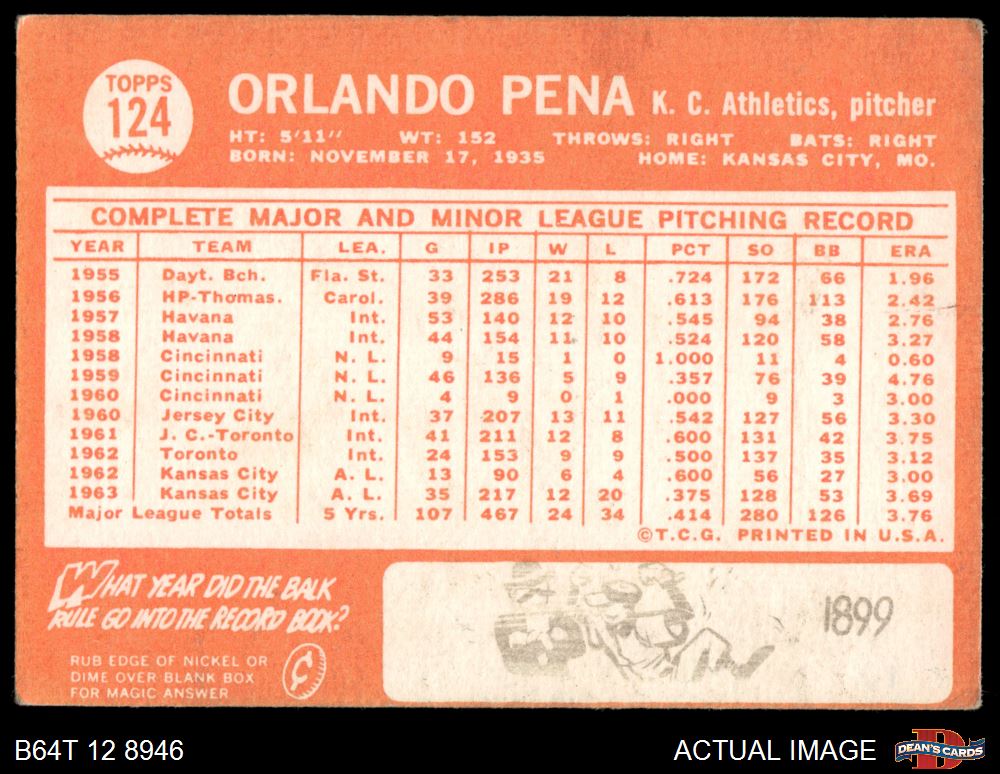 TOPPS
124
ORLANDO PENA K. C. Athletics, pitcher
HT: 5'11" WT: 152 THROWS: RIGHT BATS: RIGHT
BORN: NOVEMBER 17, 1935 HOME: KANSAS CITY, MO.
COMPLETE MAJOR AND MINOR LEAGUE PITCHING RECORD
YEAR TEAM LEA. G IP W L PCT SO BB ERA
1955 Dayt. Bch. Fla. St. 33 253 21 8 .724 172 66 1.96
1956 HP-Thomas. Carol. 39 286 19 12 .613 176 113 2.42
1957 Havana Int. 53 140 12 10 .545 94 38 2.76
1958 Havana Int. 44 154 11 10 .524 120 58 3.27
1958 Cincinnati N. L. 9 15 1 0 1.000 11 4 0.60
1959 Cincinnati N. L. 46 136 5 9 .357 76 39 4.76
1960 Cincinnati N. L. 4 9 0 1 .000 9 3 3.00
1960 Jersey City Int. 37 207 13 11 .542 127 56 3.30
1961 J. C.-Toronto Int. 41 211 12 8 .600 131 42 3.75
1962 Toronto Int. 24 153 9 9 .500 137 35 3.12
1962 Kansas City A. L. 13 90 6 4 .600 56 27 3.00
1963 Kansas City A. L. 35 217 12 20 .375 128 53 3.69
Major League Totals 5 Yrs. 107 467 24 34 .414 280 126 3.76
©T.C.G. PRINTED IN U.S.A.
WHAT YEAR DID THE BALK
RULE GO INTO THE RECORD BOOK?
RUB EDGE OF NICKEL OR
DIME OVER BLANK BOX
FOR MAGIC ANSWER
¢
1899
B64T 12 8946
ACTUAL IMAGE
D
DEAN'S CARDS